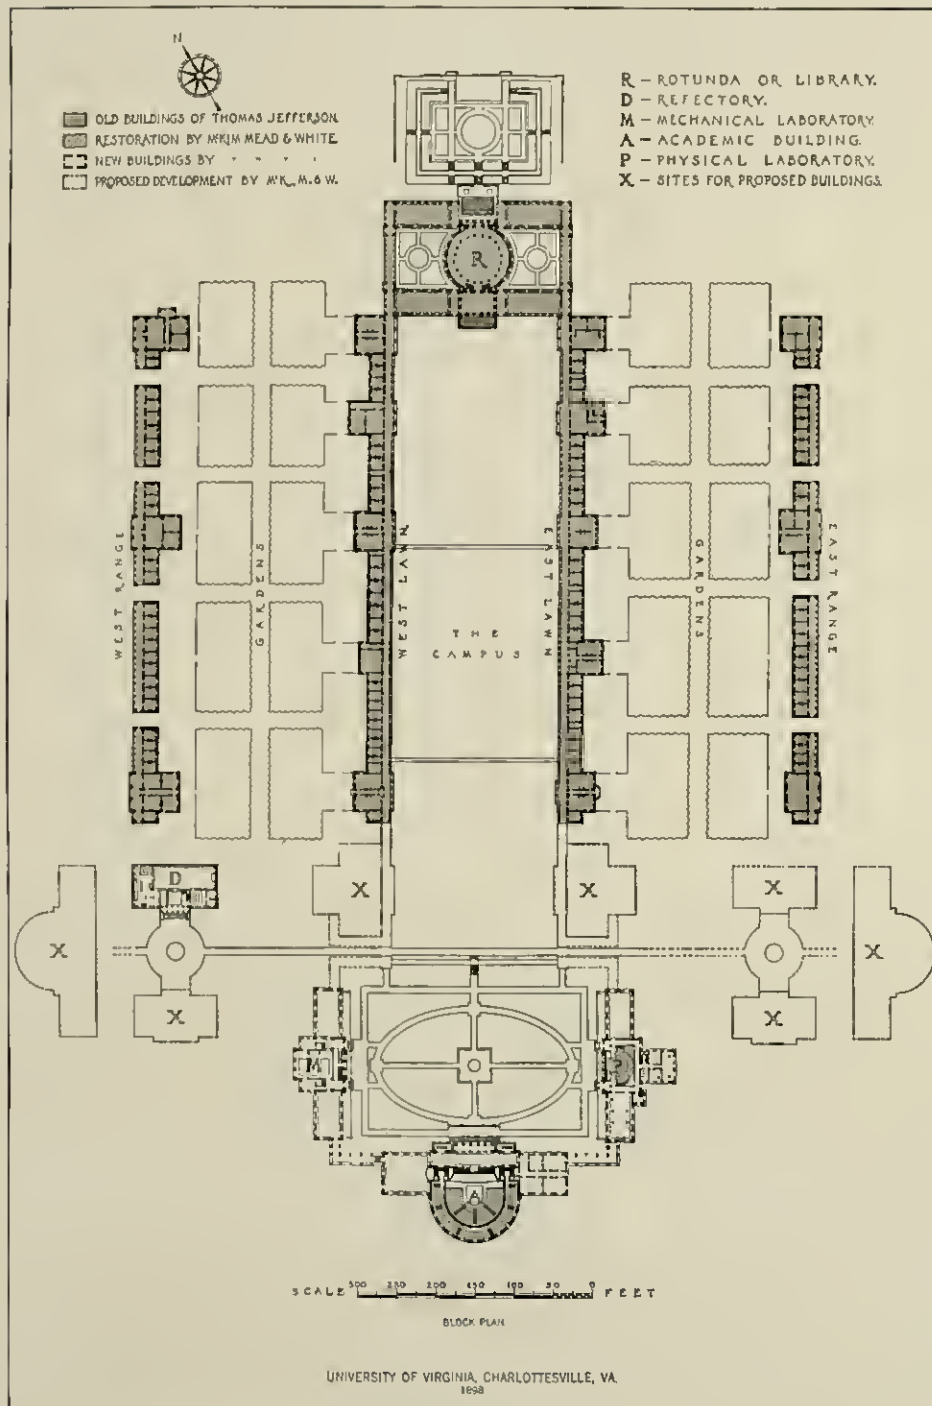 N
OLD BUILDINGS OF THOMAS JEFFERSON.
RESTORATION BY McKIM MEAD & WHITE.
NEW BUILDINGS BY " " " "
PROPOSED DEVELOPMENT BY McK., M. & W.
R – ROTUNDA OR LIBRARY.
D – REFECTORY.
M – MECHANICAL LABORATORY.
A – ACADEMIC BUILDING.
P – PHYSICAL LABORATORY.
X – SITES FOR PROPOSED BUILDINGS.
R
WEST RANGE
GARDENS
WEST LAWN.
THE
CAMPUS
EAST LAWN
GARDENS
EAST RANGE
D
X
X
X
X
X
X
X
M
P
A
SCALE 300 250 200 150 100 50 0 FEET
BLOCK PLAN
UNIVERSITY OF VIRGINIA, CHARLOTTESVILLE, VA.
1898